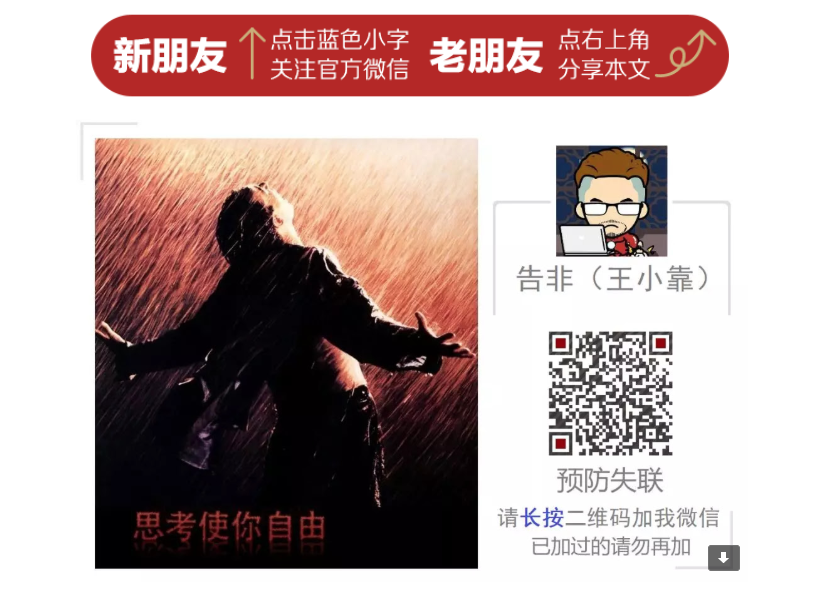 新朋友
点击蓝色小字
关注官方微信
老朋友
点右上角
分享本文
思考使你自由
告非（王小靠）
预防失联
请长按二维码加我微信
已加过的请勿再加